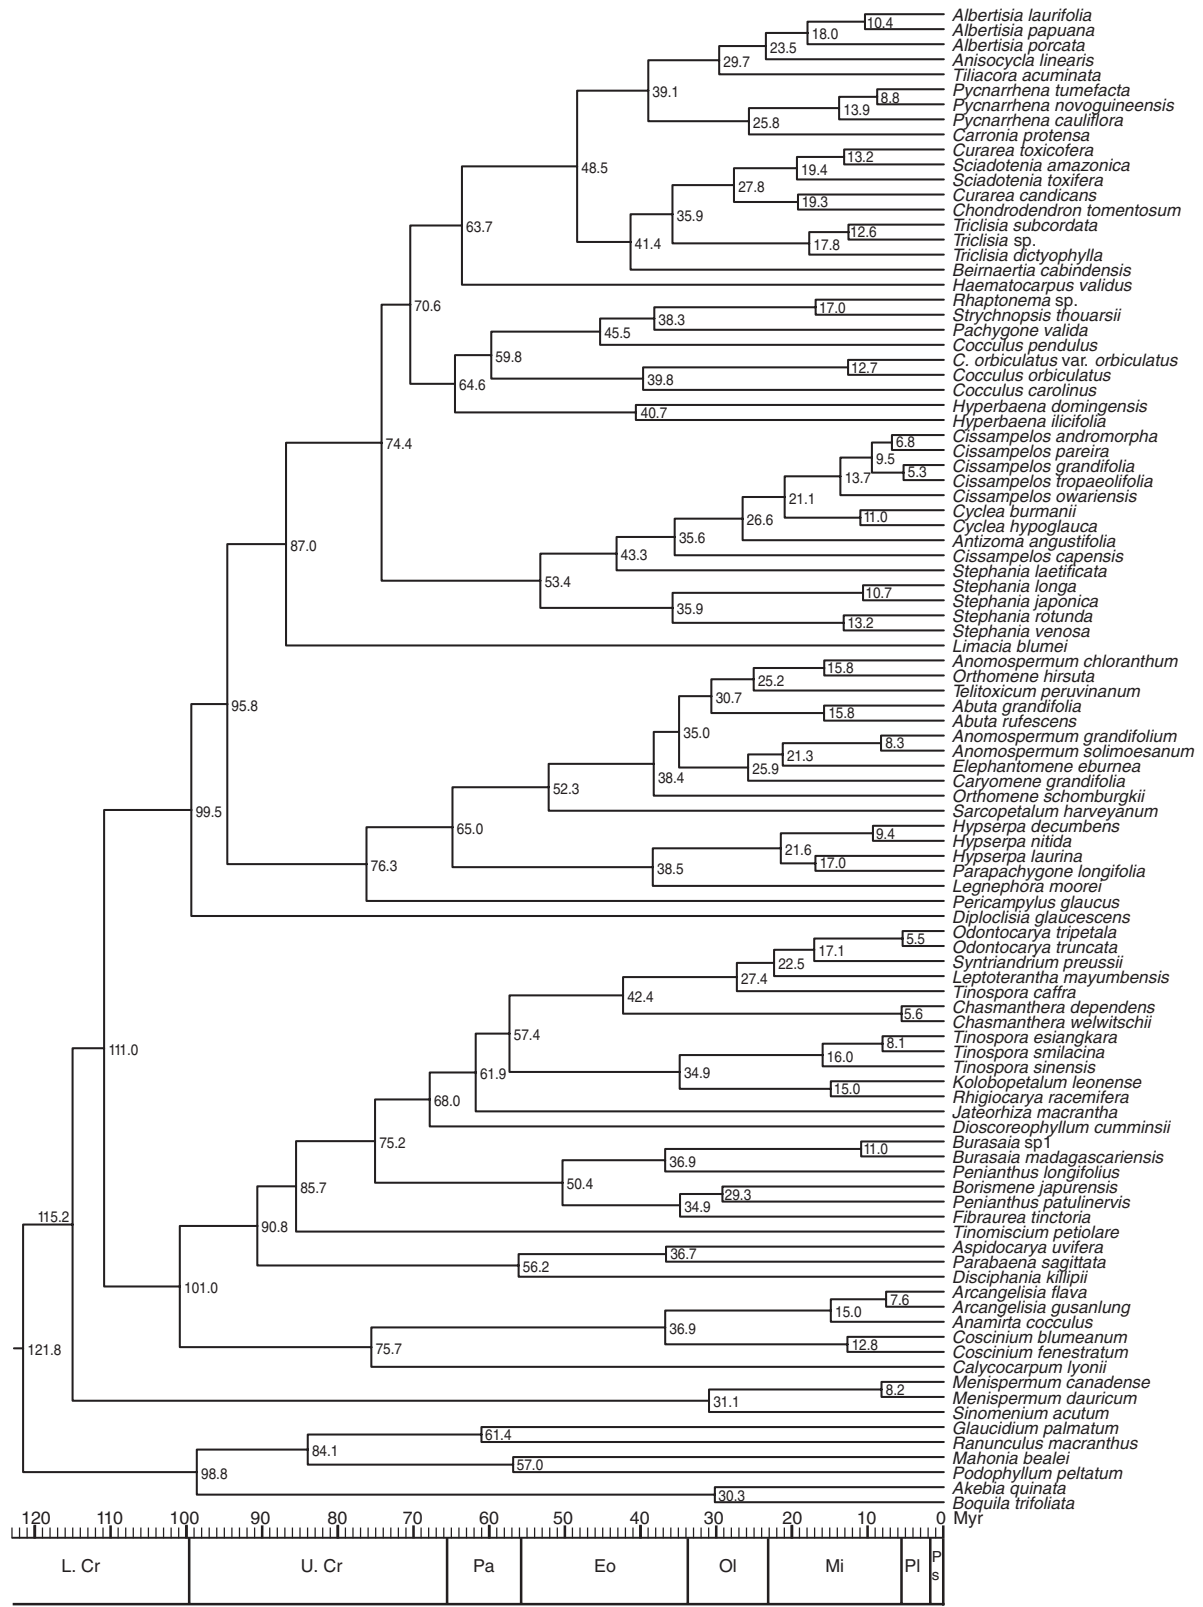 Albertisia laurifolia
10.4
Albertisia papuana
18.0
Albertisia porcata
23.5
Anisocycla linearis
29.7
Tiliacora acuminata
39.1
Pycnarrhena tumefacta
8.8
Pycnarrhena novoguineensis
13.9
Pycnarrhena cauliflora
25.8
Carronia protensa
48.5
Curarea toxicofera
13.2
Sciadotenia amazonica
19.4
Sciadotenia toxifera
27.8
Curarea candicans
19.3
Chondrodendron tomentosum
35.9
Triclisia subcordata
12.6
Triclisia sp.
17.8
Triclisia dictyophylla
41.4
Beirnaertia cabindensis
63.7
Haematocarpus validus
70.6
Rhaptonema sp.
17.0
Strychnopsis thouarsii
38.3
Pachygone valida
45.5
Cocculus pendulus
59.8
C. orbiculatus var. orbiculatus
12.7
Cocculus orbiculatus
39.8
Cocculus carolinus
64.6
Hyperbaena domingensis
40.7
Hyperbaena ilicifolia
74.4
Cissampelos andromorpha
6.8
Cissampelos pareira
9.5
Cissampelos grandifolia
5.3
Cissampelos tropaeolifolia
13.7
Cissampelos owariensis
21.1
Cyclea burmanii
11.0
Cyclea hypoglauca
26.6
Antizoma angustifolia
35.6
Cissampelos capensis
43.3
Stephania laetificata
53.4
Stephania longa
10.7
Stephania japonica
35.9
Stephania rotunda
13.2
Stephania venosa
87.0
Limacia blumei
95.8
Anomospermum chloranthum
15.8
Orthomene hirsuta
25.2
Telitoxicum peruvinanum
30.7
Abuta grandifolia
15.8
Abuta rufescens
35.0
Anomospermum grandifolium
8.3
Anomospermum solimoesanum
21.3
Elephantomene eburnea
25.9
Caryomene grandifolia
38.4
Orthomene schomburgkii
52.3
Sarcopetalum harveyanum
65.0
Hypserpa decumbens
9.4
Hypserpa nitida
21.6
Hypserpa laurina
17.0
Parapachygone longifolia
38.5
Legnephora moorei
76.3
Pericampylus glaucus
99.5
Diploclisia glaucescens
111.0
Odontocarya tripetala
5.5
Odontocarya truncata
17.1
Syntriandrium preussii
22.5
Leptoterantha mayumbensis
27.4
Tinospora caffra
42.4
Chasmanthera dependens
5.6
Chasmanthera welwitschii
57.4
Tinospora esiangkara
8.1
Tinospora smilacina
16.0
Tinospora sinensis
34.9
Kolobopetalum leonense
15.0
Rhigiocarya racemifera
61.9
Jateorhiza macrantha
68.0
Dioscoreophyllum cumminsii
75.2
Burasaia sp1
11.0
Burasaia madagascariensis
36.9
Penianthus longifolius
50.4
Borismene japurensis
29.3
Penianthus patulinervis
34.9
Fibraurea tinctoria
85.7
Tinomiscium petiolare
90.8
Aspidocarya uvifera
36.7
Parabaena sagittata
56.2
Disciphania killipii
101.0
Arcangelisia flava
7.6
Arcangelisia gusanlung
15.0
Anamirta cocculus
36.9
Coscinium blumeanum
12.8
Coscinium fenestratum
75.7
Calycocarpum lyonii
115.2
Menispermum canadense
8.2
Menispermum dauricum
31.1
Sinomenium acutum
121.8
Glaucidium palmatum
61.4
Ranunculus macranthus
84.1
Mahonia bealei
57.0
Podophyllum peltatum
98.8
Akebia quinata
30.3
Boquila trifoliata
120 110 100 90 80 70 60 50 40 30 20 10 0 Myr
L. Cr U. Cr Pa Eo Ol Mi Pl P
s